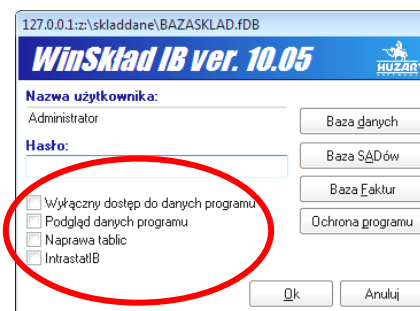 127.0.0.1:z:\skladdane\BAZASKLAD.fDB
WinSkład IB ver. 10.05
HUZAR
Nazwa użytkownika:
Administrator
Baza danych
Hasło:
Baza SADów
Baza Faktur
Wyłączny dostęp do danych programu
Podgląd danych programu
Ochrona programu
Naprawa tablic
IntrastatIB
Ok
Anuluj